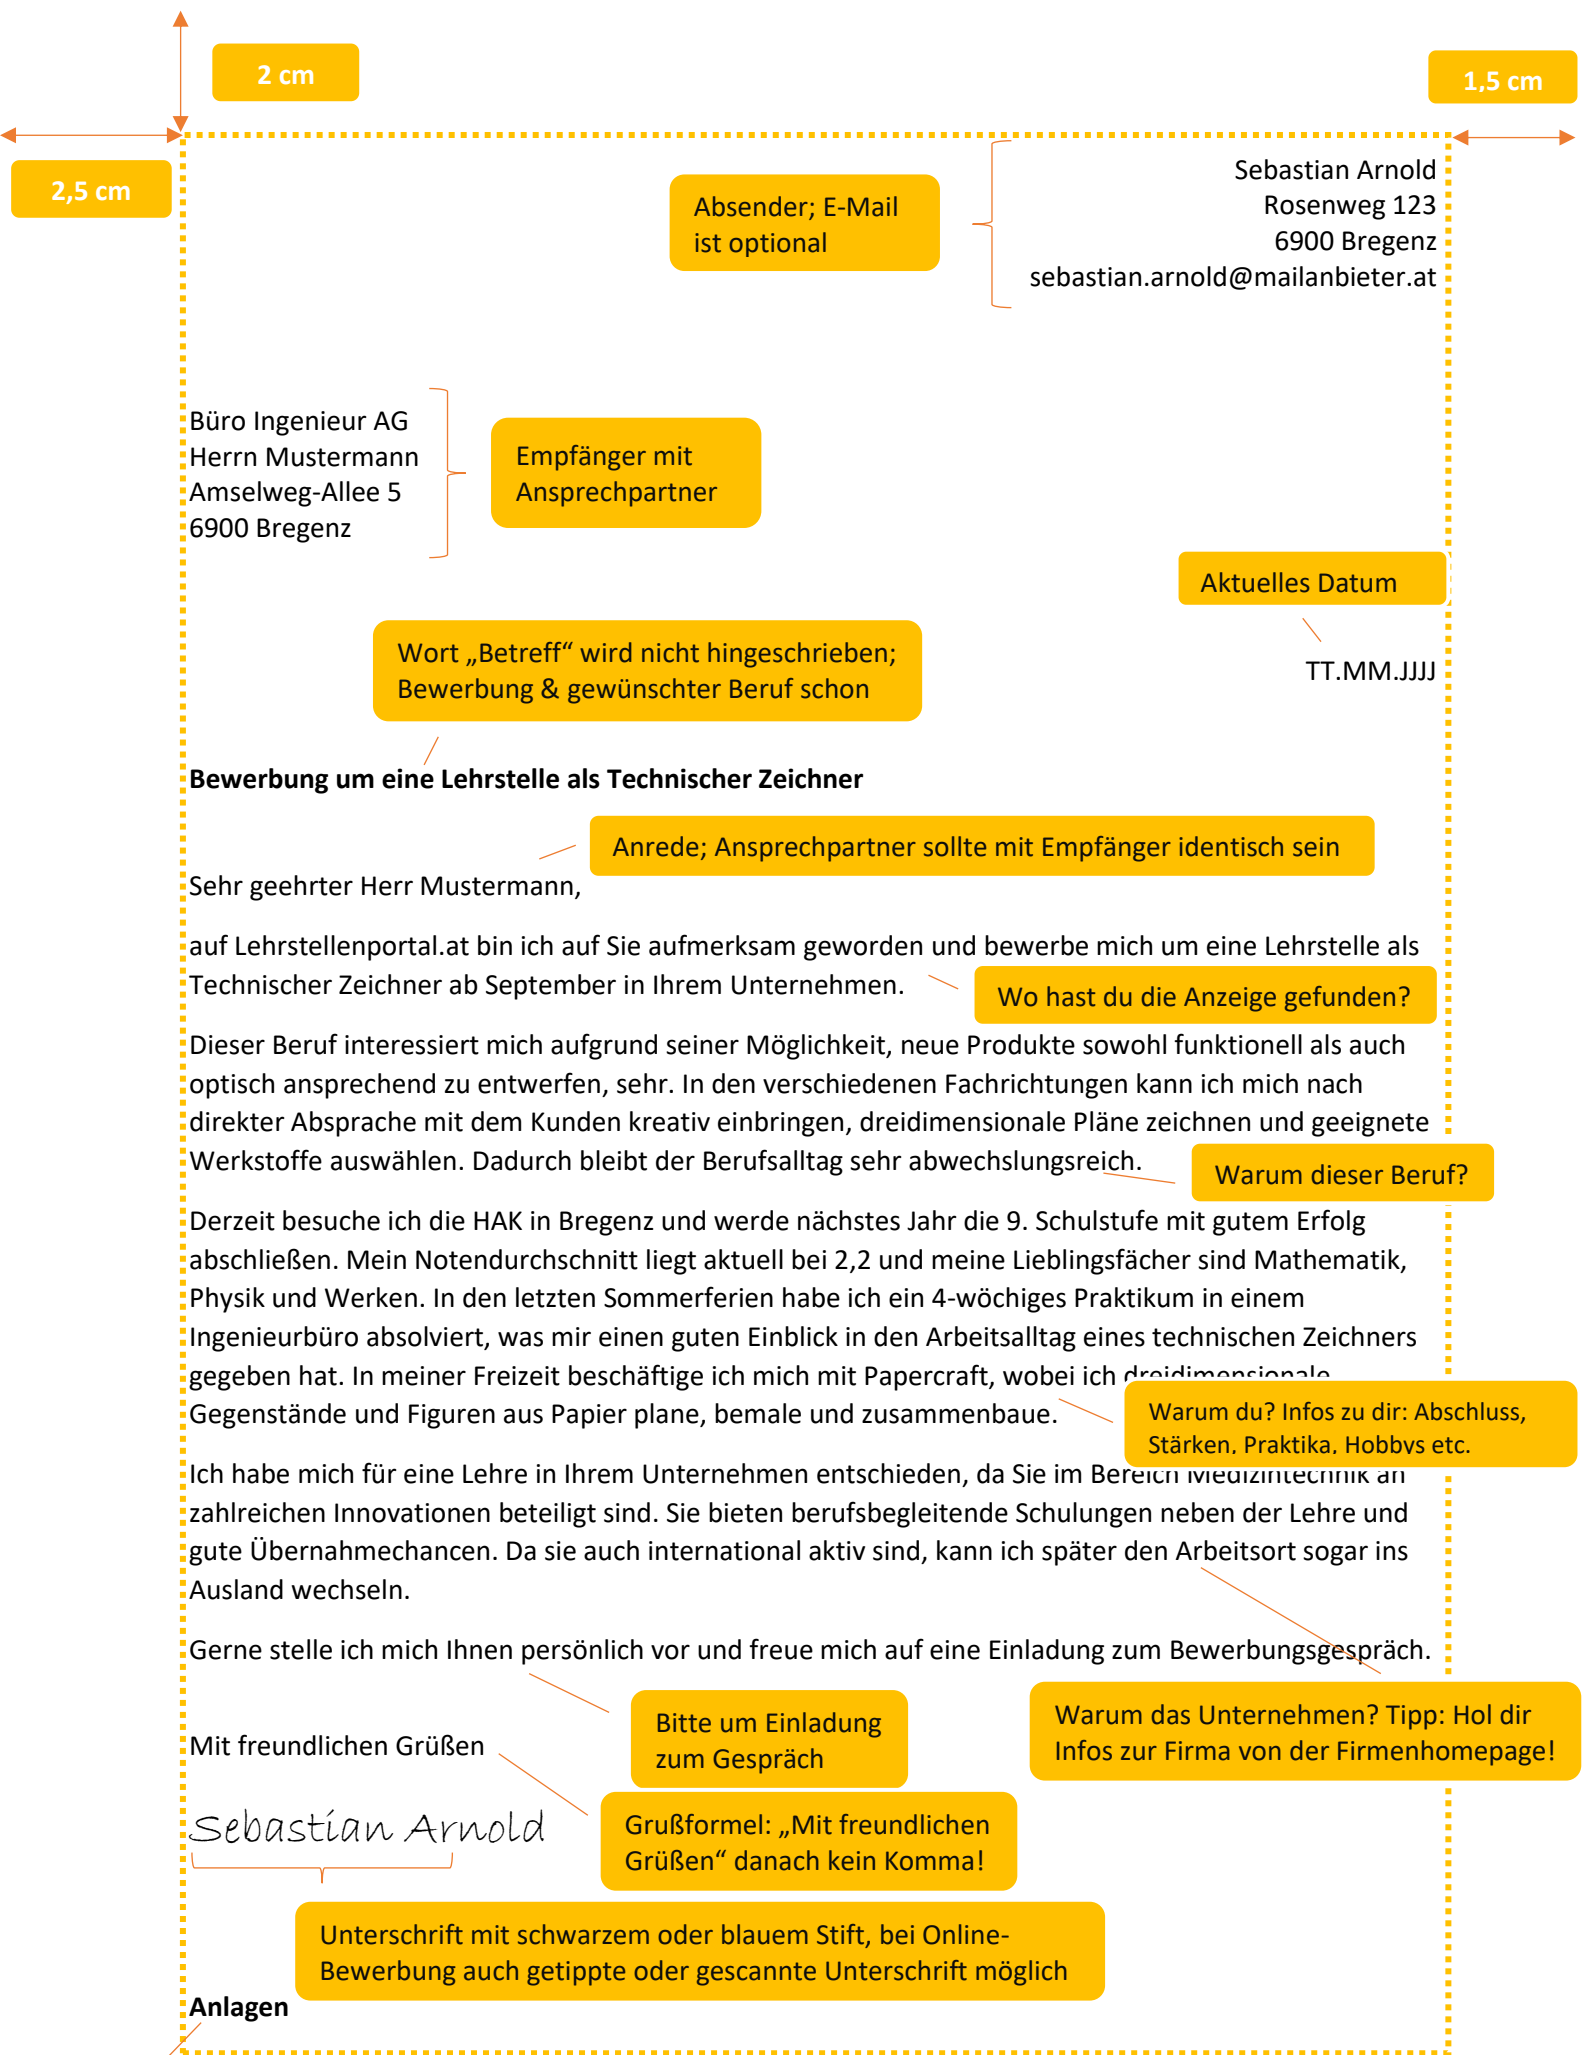 2 cm
1,5 cm
2,5 cm
Absender; E-Mail
ist optional
Sebastian Arnold
Rosenweg 123
6900 Bregenz
sebastian.arnold@mailanbieter.at
Büro Ingenieur AG
Herrn Mustermann
Amselweg-Allee 5
6900 Bregenz
Empfänger mit
Ansprechpartner
Aktuelles Datum
TT.MM.JJJJ
Wort „Betreff“ wird nicht hingeschrieben;
Bewerbung & gewünschter Beruf schon
Bewerbung um eine Lehrstelle als Technischer Zeichner
Anrede; Ansprechpartner sollte mit Empfänger identisch sein
Sehr geehrter Herr Mustermann,
auf Lehrstellenportal.at bin ich auf Sie aufmerksam geworden und bewerbe mich um eine Lehrstelle als
Technischer Zeichner ab September in Ihrem Unternehmen.
Wo hast du die Anzeige gefunden?
Dieser Beruf interessiert mich aufgrund seiner Möglichkeit, neue Produkte sowohl funktionell als auch
optisch ansprechend zu entwerfen, sehr. In den verschiedenen Fachrichtungen kann ich mich nach
direkter Absprache mit dem Kunden kreativ einbringen, dreidimensionale Pläne zeichnen und geeignete
Werkstoffe auswählen. Dadurch bleibt der Berufsalltag sehr abwechslungsreich.
Warum dieser Beruf?
Derzeit besuche ich die HAK in Bregenz und werde nächstes Jahr die 9. Schulstufe mit gutem Erfolg
abschließen. Mein Notendurchschnitt liegt aktuell bei 2,2 und meine Lieblingsfächer sind Mathematik,
Physik und Werken. In den letzten Sommerferien habe ich ein 4-wöchiges Praktikum in einem
Ingenieurbüro absolviert, was mir einen guten Einblick in den Arbeitsalltag eines technischen Zeichners
gegeben hat. In meiner Freizeit beschäftige ich mich mit Papercraft, wobei ich dreidimensionale
Gegenstände und Figuren aus Papier plane, bemale und zusammenbaue.
Warum du? Infos zu dir: Abschluss,
Stärken, Praktika, Hobbys etc.
Ich habe mich für eine Lehre in Ihrem Unternehmen entschieden, da Sie im Bereich Medizintechnik an
zahlreichen Innovationen beteiligt sind. Sie bieten berufsbegleitende Schulungen neben der Lehre und
gute Übernahmechancen. Da sie auch international aktiv sind, kann ich später den Arbeitsort sogar ins
Ausland wechseln.
Gerne stelle ich mich Ihnen persönlich vor und freue mich auf eine Einladung zum Bewerbungsgespräch.
Bitte um Einladung
zum Gespräch
Warum das Unternehmen? Tipp: Hol dir
Infos zur Firma von der Firmenhomepage!
Mit freundlichen Grüßen
Grußformel: „Mit freundlichen
Grüßen“ danach kein Komma!
Sebastian Arnold
Unterschrift mit schwarzem oder blauem Stift, bei Online-
Bewerbung auch getippte oder gescannte Unterschrift möglich
Anlagen